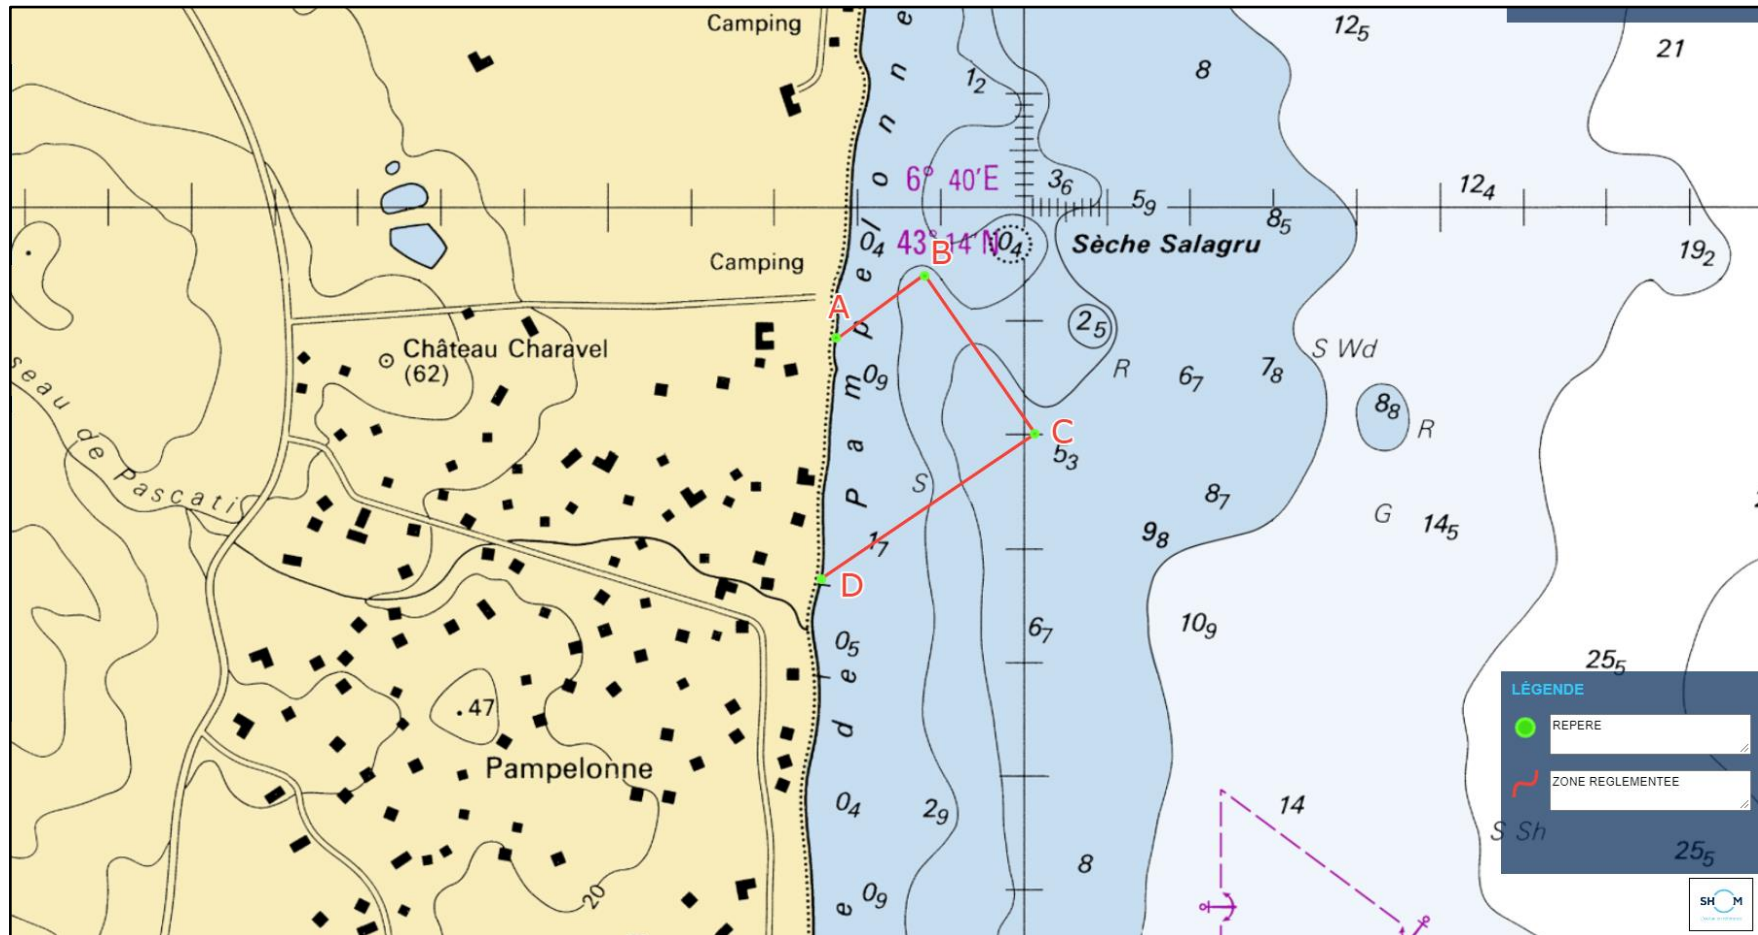 Camping
1₂
8
12₅
21
6° 40'E
3₆
5₉
12₄
8₅
0₄
43° 14' N
0₄
Sèche Salagru
19₂
Camping
B
A
Château Charavel
(62)
2₅
R
S Wd
0₉
6₇
7₈
8₈
R
C
5₃
seau de Pascati
S
8₇
G
14₅
9₈
1₇
D
10₉
0₅
6₇
25₅
47
Pampelonne
0₄
2₉
14
S Sh
25₅
8
20
0₉
e de Pampelonne
LÉGENDE
REPERE
ZONE REGLEMENTEE
SHOM